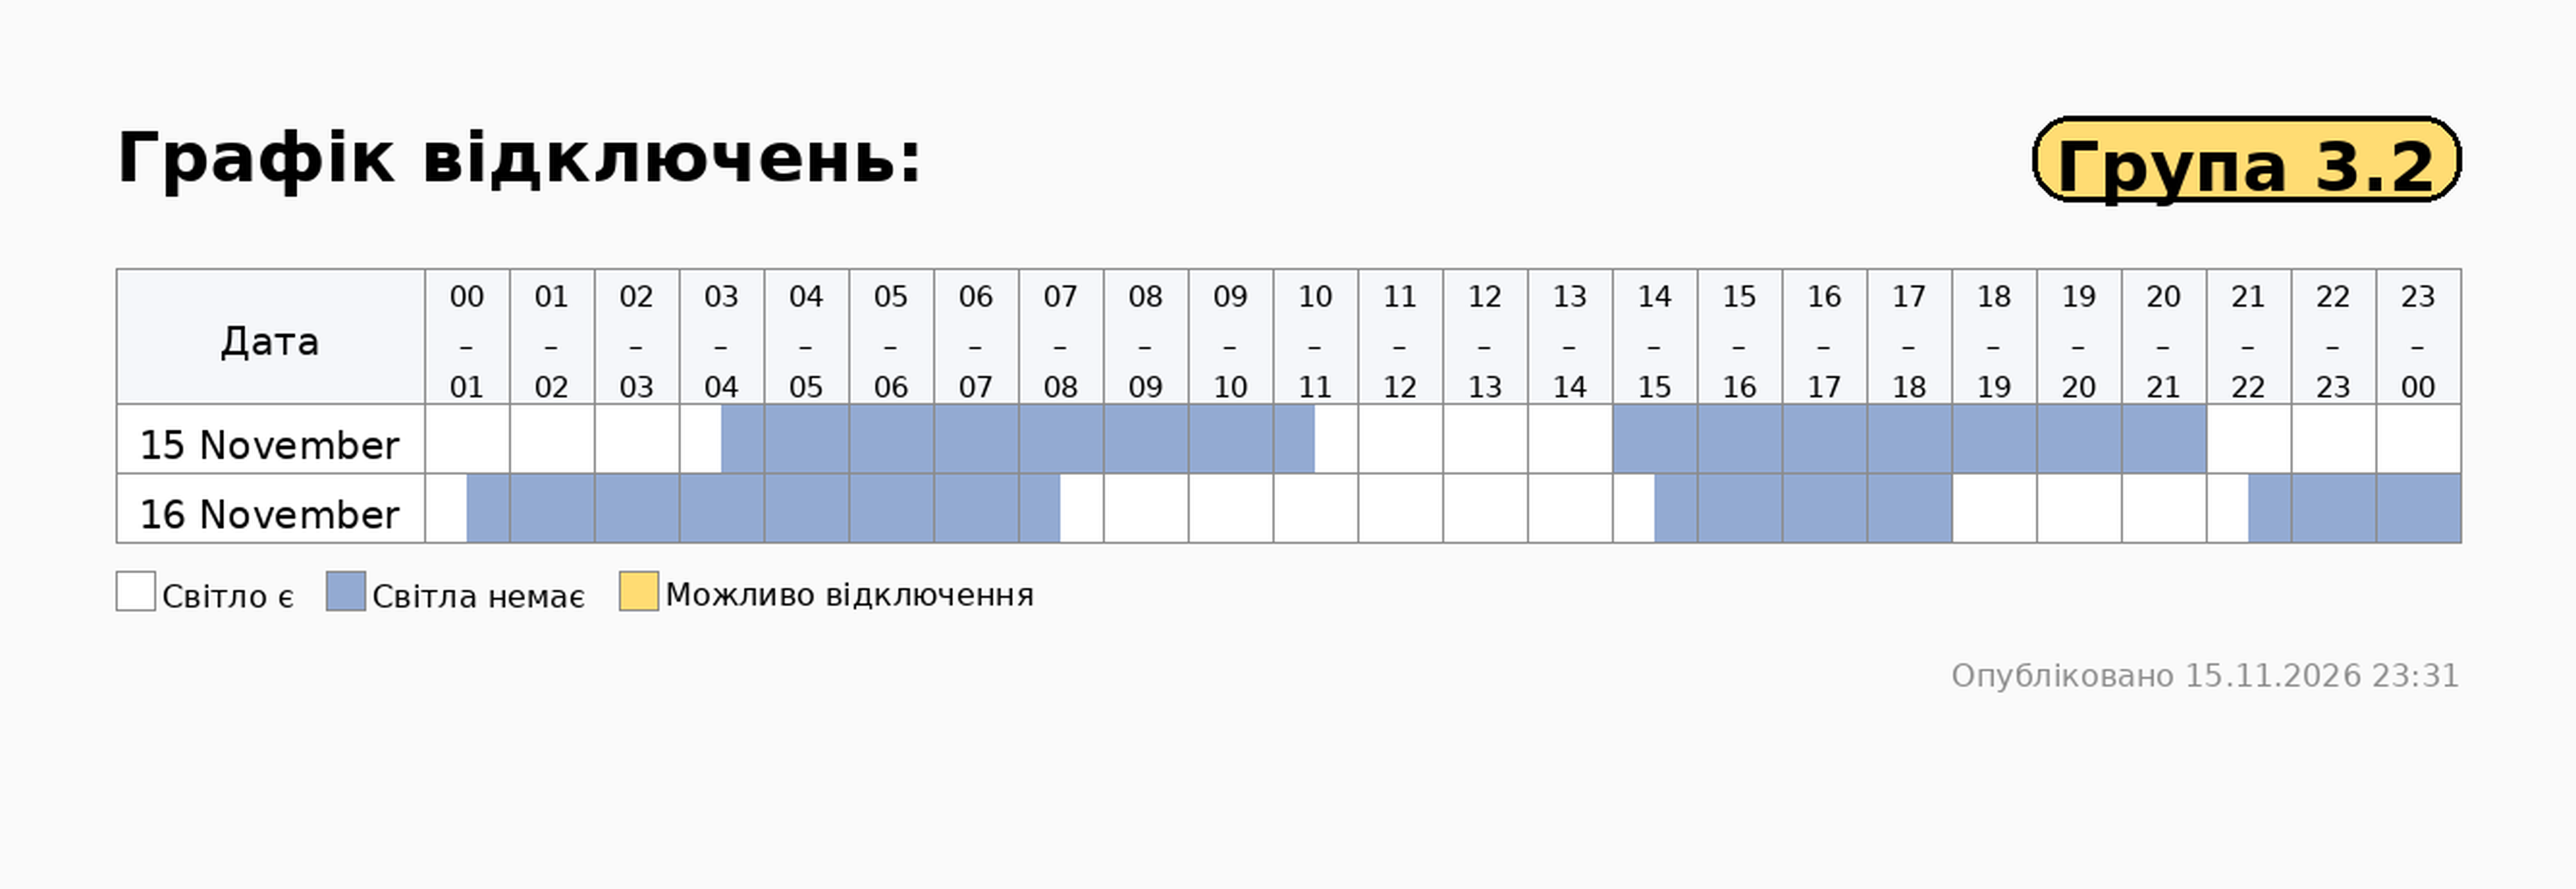 Графік відключень:
Група 3.2
Дата
00 – 01
01 – 02
02 – 03
03 – 04
04 – 05
05 – 06
06 – 07
07 – 08
08 – 09
09 – 10
10 – 11
11 – 12
12 – 13
13 – 14
14 – 15
15 – 16
16 – 17
17 – 18
18 – 19
19 – 20
20 – 21
21 – 22
22 – 23
23 – 00
15 November
16 November
Світло є
Світла немає
Можливо відключення
Опубліковано 15.11.2026 23:31